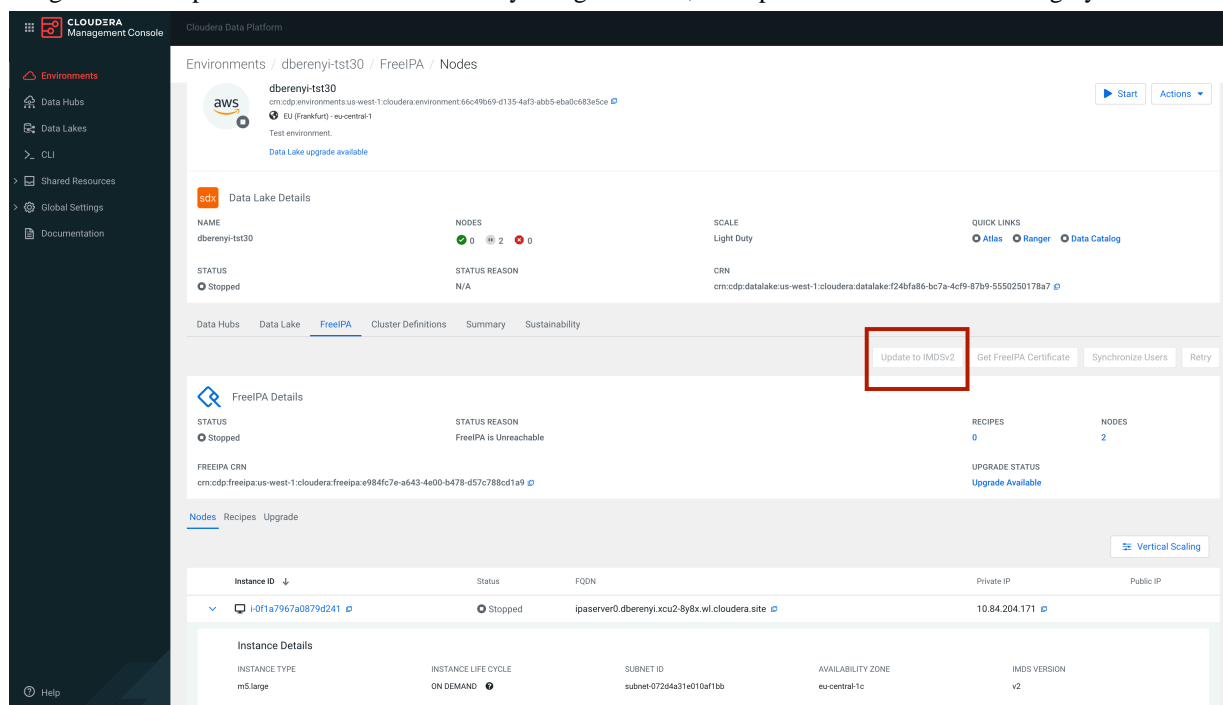 CLOUDERA
Management Console
Cloudera Data Platform
Environments
Data Hubs
Data Lakes
>_ CLI
Shared Resources
Global Settings
Documentation
Help
Environments / dberenyi-tst30 / FreeIPA / Nodes
aws
dberenyi-tst30
crn:cdp:environments:us-west-1:cloudera:environment:66c49b69-d135-4af3-abb5-eba0c683e5ce
EU (Frankfurt) - eu-central-1
Test environment.
Data Lake upgrade available
Start Actions
sdx Data Lake Details
NAME NODES SCALE QUICK LINKS
dberenyi-tst30 0 2 0 Light Duty Atlas Ranger Data Catalog
STATUS STATUS REASON CRN
Stopped N/A crn:cdp:datalake:us-west-1:cloudera:datalake:f24bfa86-bc7a-4cf9-87b9-5550250178a7
Data Hubs Data Lake FreeIPA Cluster Definitions Summary Sustainability
Update to IMDSv2 Get FreeIPA Certificate Synchronize Users Retry
FreeIPA Details
STATUS STATUS REASON RECIPES NODES
Stopped FreeIPA is Unreachable 0 2
FREEIPA CRN UPGRADE STATUS
crn:cdp:freeipa:us-west-1:cloudera:freeipa:e984fc7e-a643-4e00-b478-d57c788cd1a9 Upgrade Available
Nodes Recipes Upgrade
Vertical Scaling
Instance ID Status FQDN Private IP Public IP
i-0f1a7967a0879d241 Stopped ipaserver0.dberenyi.xcu2-8y8x.wl.cloudera.site 10.84.204.171
Instance Details
INSTANCE TYPE INSTANCE LIFE CYCLE SUBNET ID AVAILABILITY ZONE IMDS VERSION
m5.large ON DEMAND subnet-072d4a31e010af1bb eu-central-1c v2